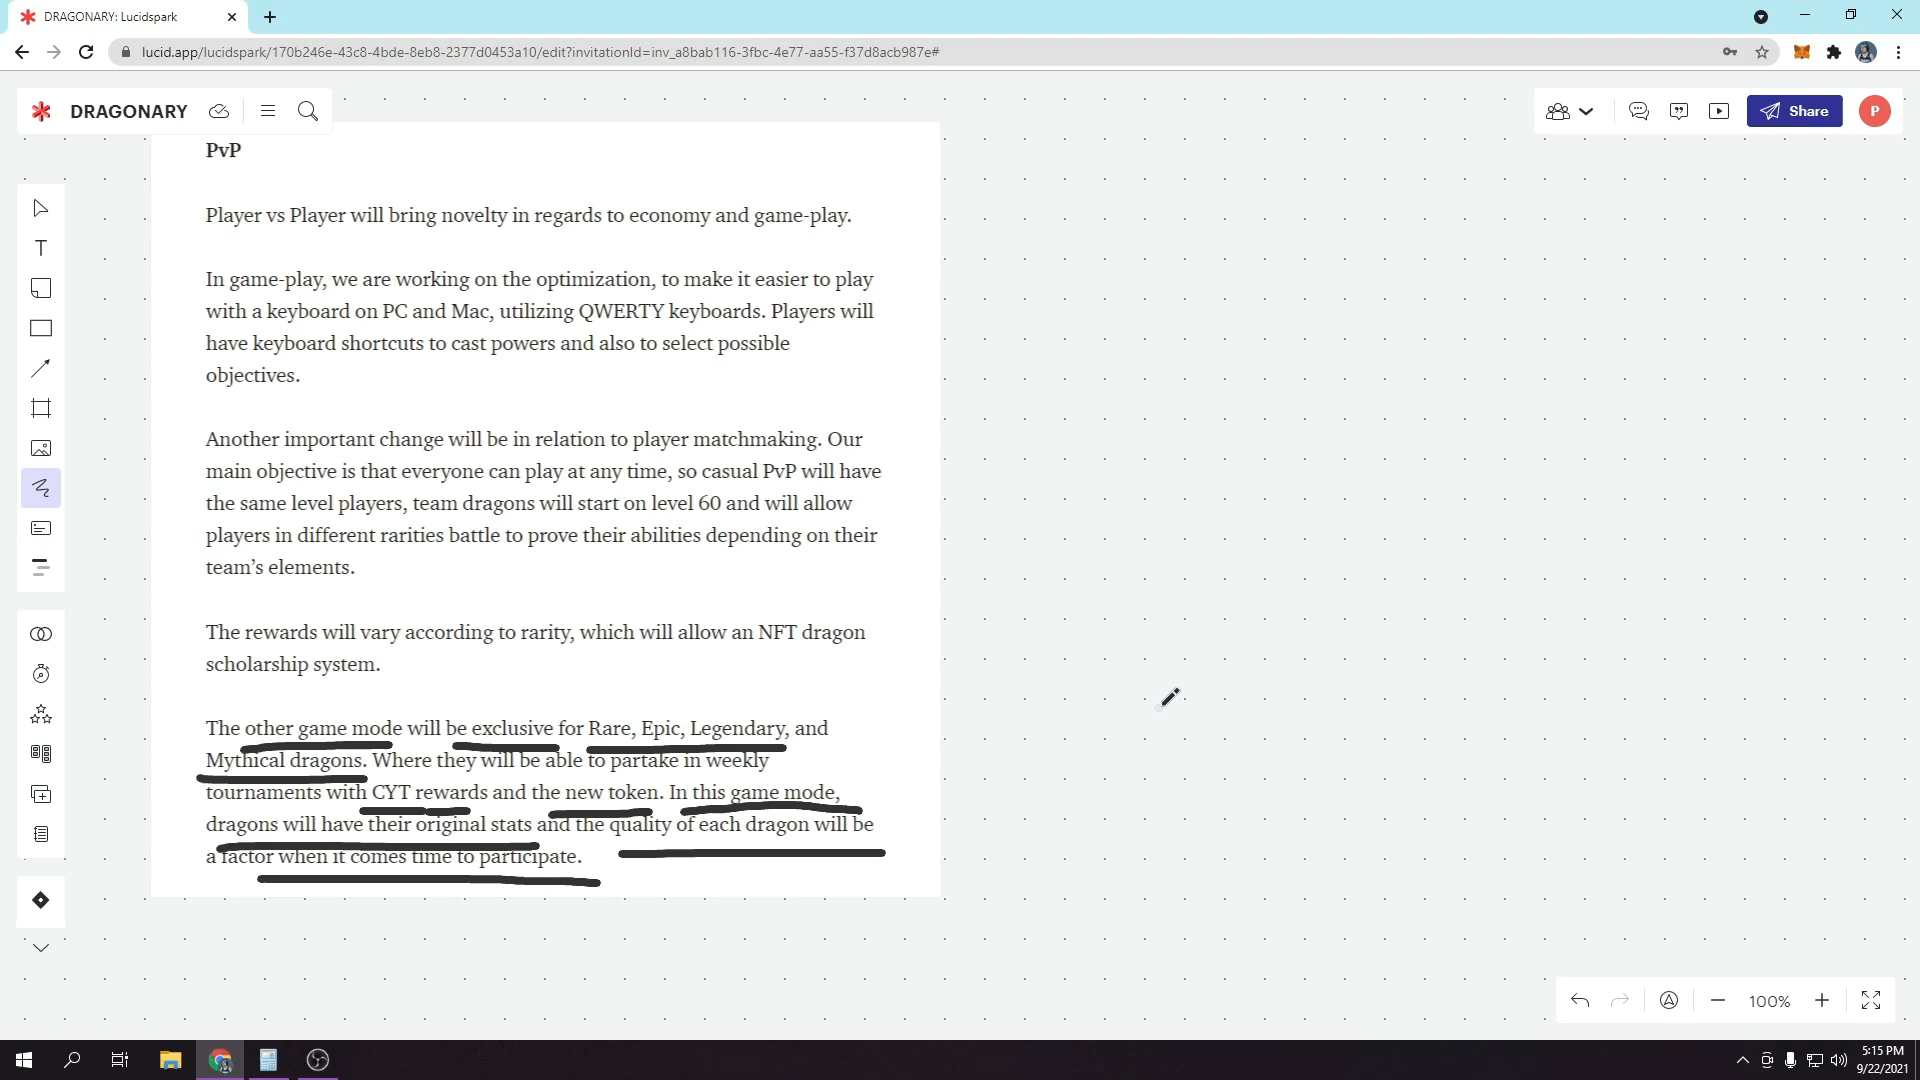 DRAGONARY: Lucidspark
lucid.app/lucidspark/170b246e-43c8-4bde-8eb8-2377d0453a10/edit?invitationId=inv_a8bab116-3fbc-4e77-aa55-f37d8acb987e#
DRAGONARY
Share
P
PvP
Player vs Player will bring novelty in regards to economy and game-play.
In game-play, we are working on the optimization, to make it easier to play
with a keyboard on PC and Mac, utilizing QWERTY keyboards. Players will
have keyboard shortcuts to cast powers and also to select possible
objectives.
Another important change will be in relation to player matchmaking. Our
main objective is that everyone can play at any time, so casual PvP will have
the same level players, team dragons will start on level 60 and will allow
players in different rarities battle to prove their abilities depending on their
team’s elements.
The rewards will vary according to rarity, which will allow an NFT dragon
scholarship system.
The other game mode will be exclusive for Rare, Epic, Legendary, and
Mythical dragons. Where they will be able to partake in weekly
tournaments with CYT rewards and the new token. In this game mode,
dragons will have their original stats and the quality of each dragon will be
a factor when it comes time to participate.
T
100%
5:15 PM
9/22/2021